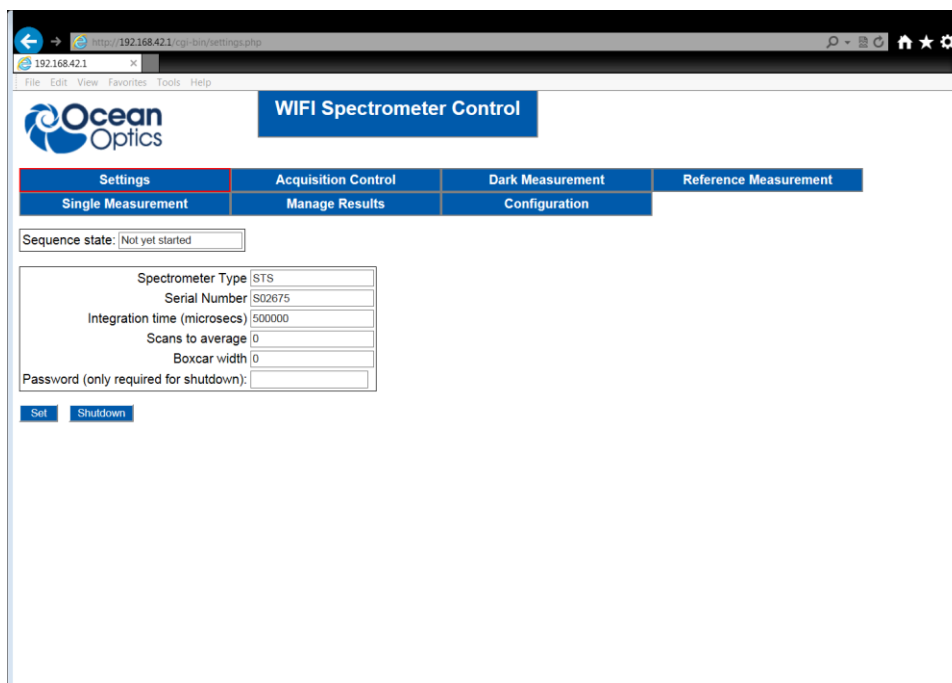 http://192.168.42.1/cgi-bin/settings.php
192.168.42.1
File Edit View Favorites Tools Help
Ocean
Optics
WIFI Spectrometer Control
Settings Acquisition Control Dark Measurement Reference Measurement
Single Measurement Manage Results Configuration
Sequence state: Not yet started
Spectrometer Type STS
Serial Number S02675
Integration time (microsecs) 500000
Scans to average 0
Boxcar width 0
Password (only required for shutdown):
Set Shutdown